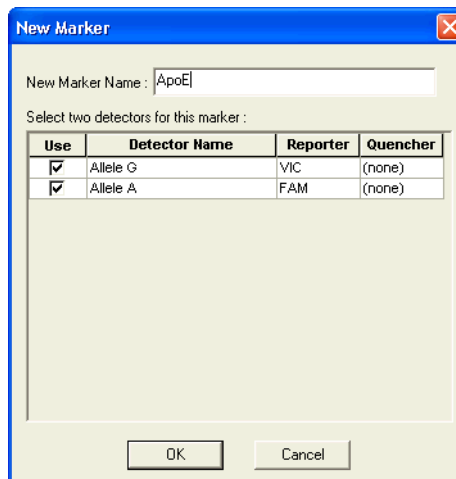 New Marker
New Marker Name : ApoE
Select two detectors for this marker :
Use Detector Name Reporter Quencher
Allele G VIC (none)
Allele A FAM (none)
OK Cancel